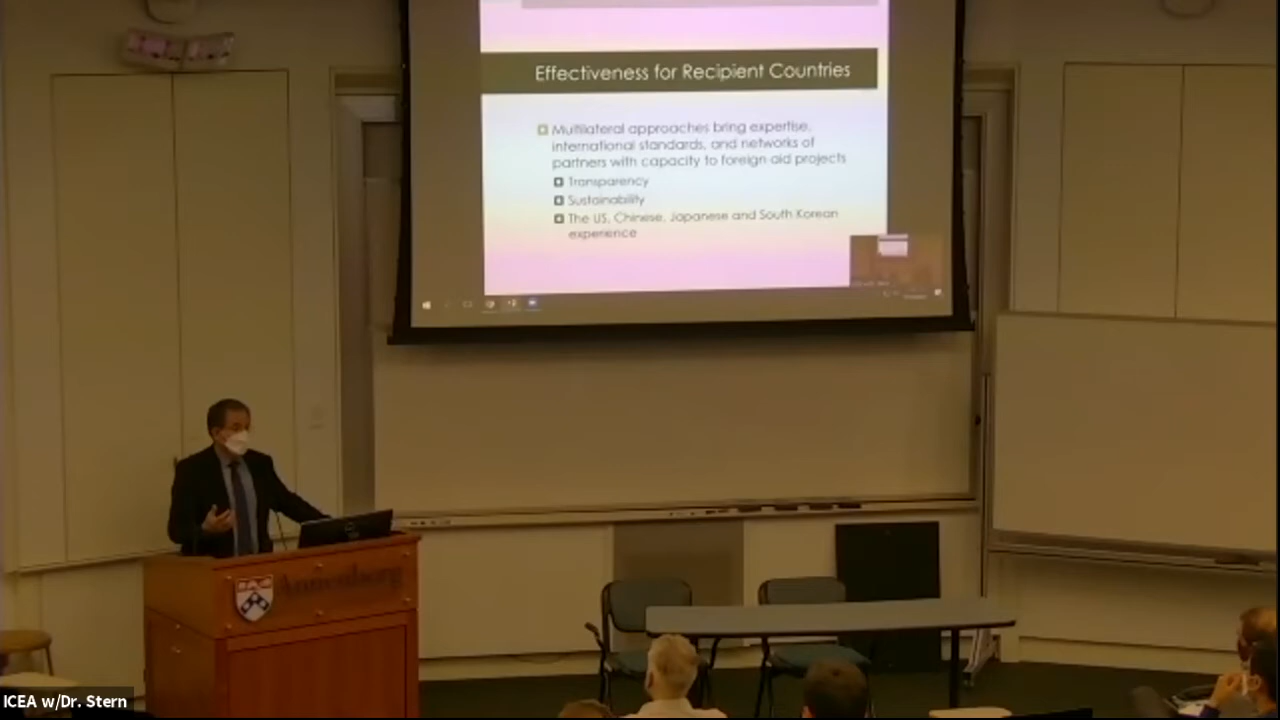 Effectiveness for Recipient Countries
Multilateral approaches bring expertise,
international standards, and networks of
partners with capacity to foreign aid projects
Transparency
Sustainability
The US, Chinese, Japanese and South Korean
experience
Annenberg
ICEA w/Dr. Stern